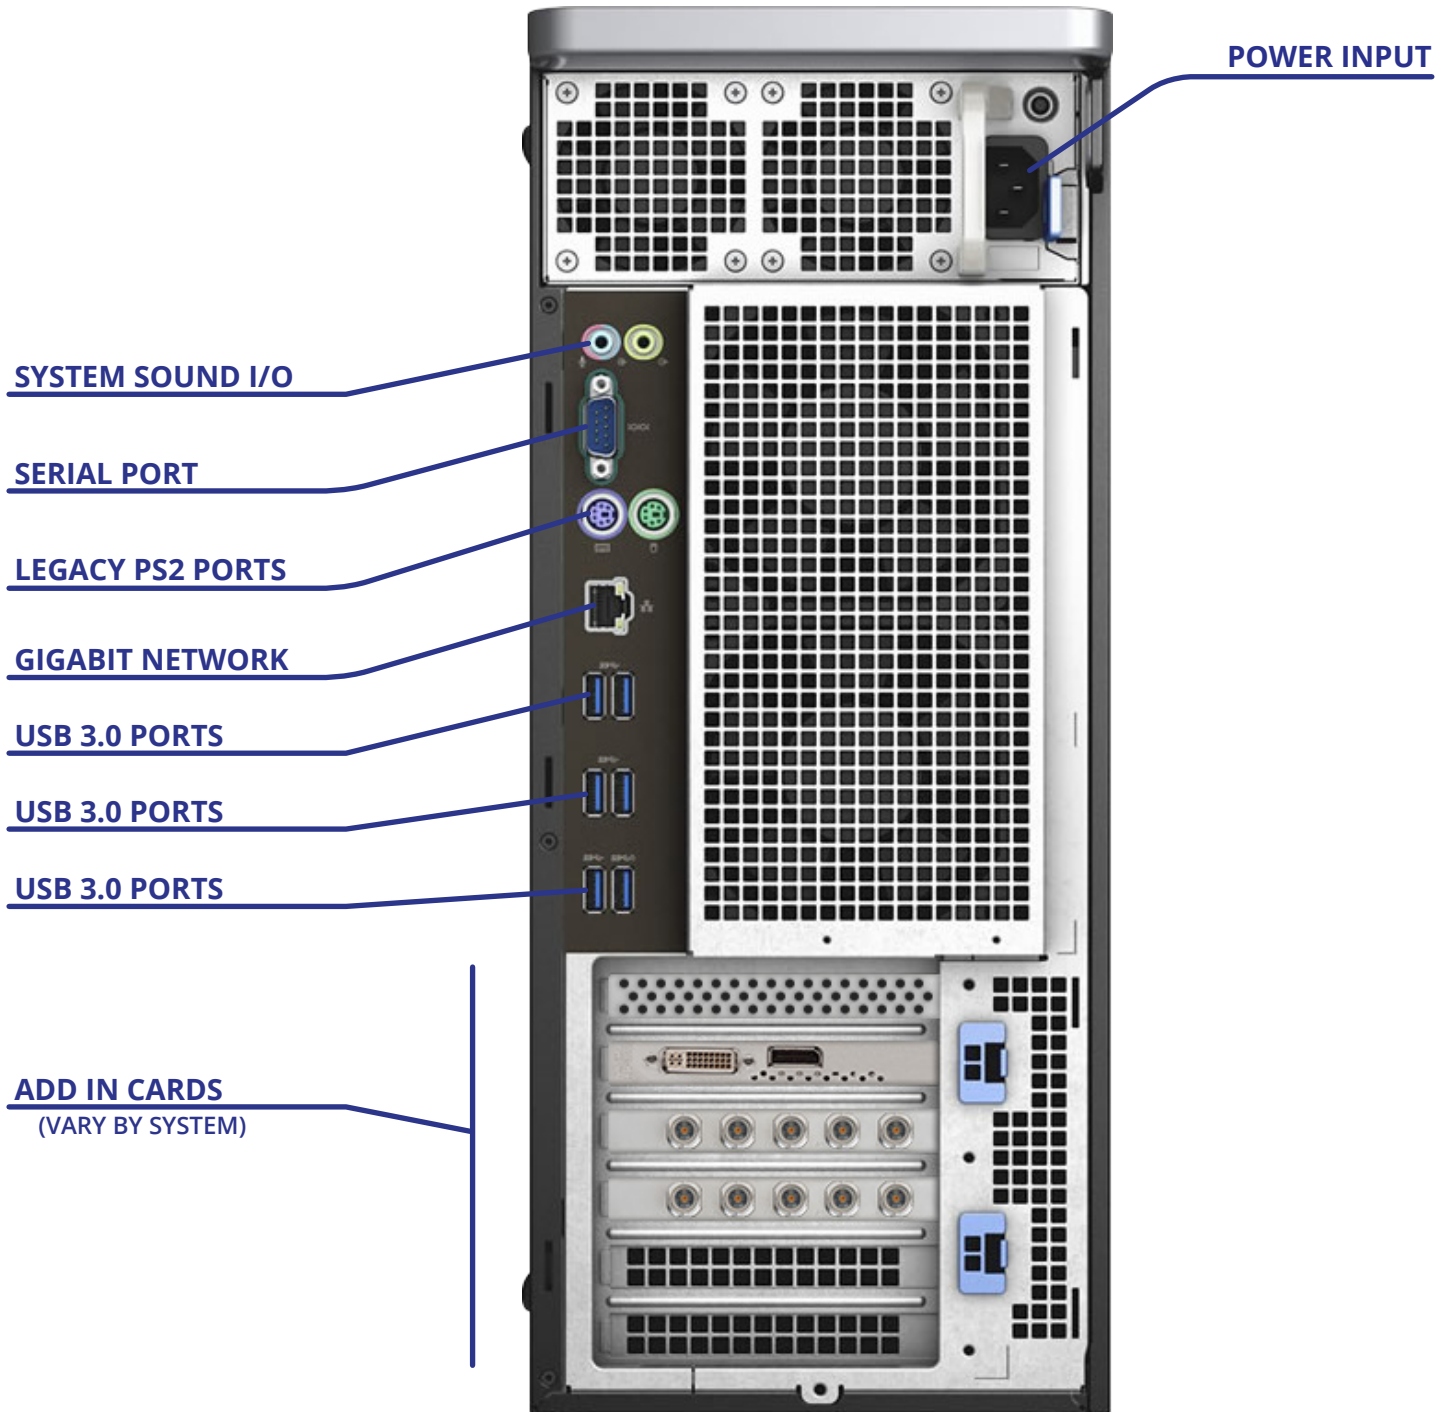 POWER INPUT
SYSTEM SOUND I/O
SERIAL PORT
LEGACY PS2 PORTS
GIGABIT NETWORK
USB 3.0 PORTS
USB 3.0 PORTS
USB 3.0 PORTS
ADD IN CARDS
(VARY BY SYSTEM)